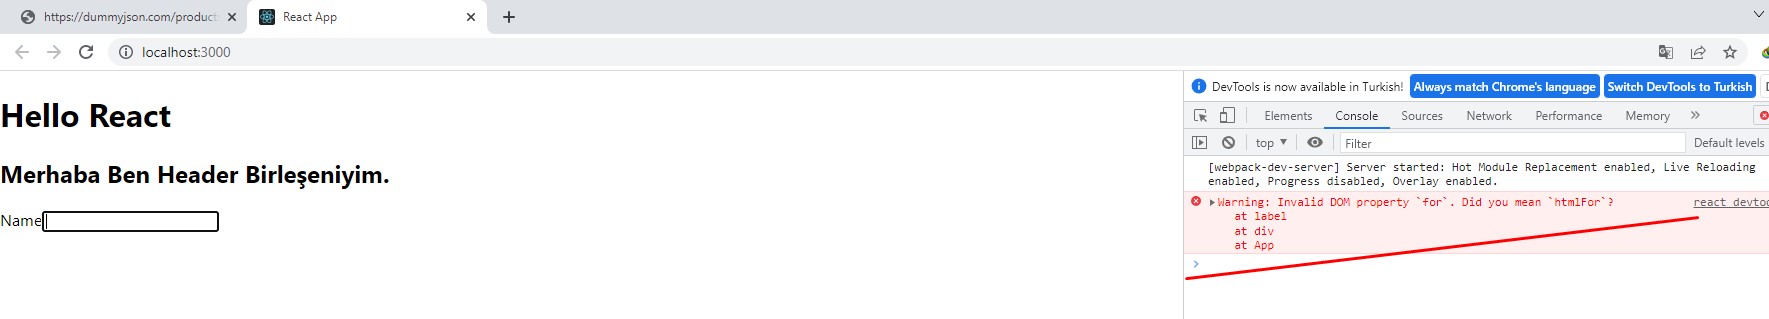 https://dummyjson.com/product
React App
localhost:3000
Hello React
Merhaba Ben Header Birleşeniyim.
Name
DevTools is now available in Turkish! Always match Chrome's language Switch DevTools to Turkish
Elements Console Sources Network Performance Memory
top Filter Default levels
[webpack-dev-server] Server started: Hot Module Replacement enabled, Live Reloading
enabled, Progress disabled, Overlay enabled.
Warning: Invalid DOM property `for`. Did you mean `htmlFor`? react devtoo
at label
at div
at App